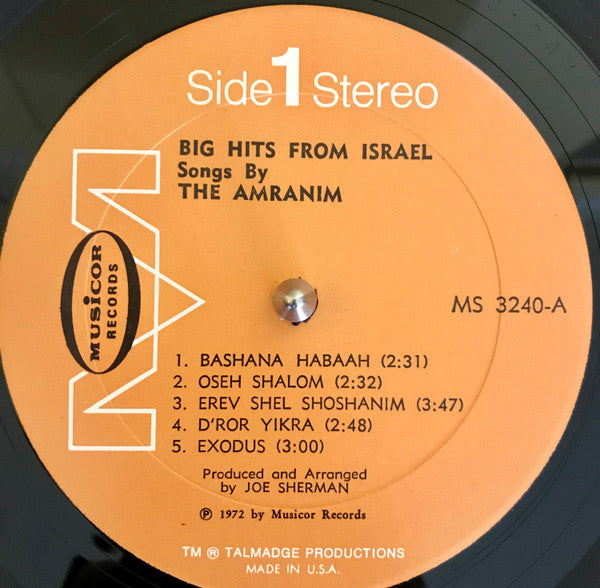 Side 1 Stereo
BIG HITS FROM ISRAEL
Songs By
THE AMRANIM
MUSICOR
RECORDS
MS 3240-A
1. BASHANA HABAAH (2:31)
2. OSEH SHALOM (2:32)
3. EREV SHEL SHOSHANIM (3:47)
4. D'ROR YIKRA (2:48)
5. EXODUS (3:00)
Produced and Arranged
by JOE SHERMAN
℗ 1972 by Musicor Records
TM ® TALMADGE PRODUCTIONS
MADE IN U.S.A.